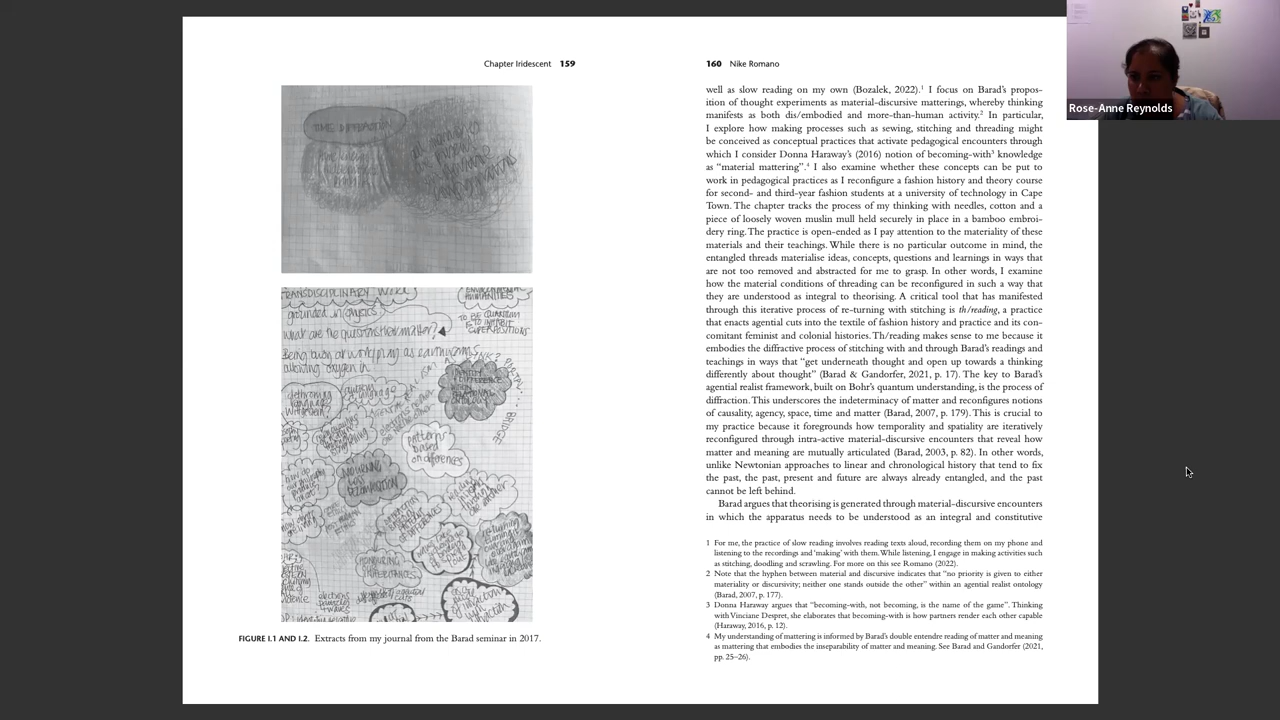 Chapter Iridescent 159
TRANSDISCIPLINARY WORK
HUMANITIES
grounded in physics
what are the questions that matter?
TO BE QUANTUM
IS TO INHABIT
SUPERPOSITIONS
BRIDGE
patterns
based
on differences
FIGURE I.1 AND I.2. Extracts from my journal from the Barad seminar in 2017.
160 Nike Romano
well as slow reading on my own (Bozalek, 2022).1 I focus on Barad's propos-
ition of thought experiments as material-discursive matterings, whereby thinking
manifests as both dis/embodied and more-than-human activity.2 In particular,
I explore how making processes such as sewing, stitching and threading might
be conceived as conceptual practices that activate pedagogical encounters through
which I consider Donna Haraway's (2016) notion of becoming-with3 knowledge
as "material mattering".4 I also examine whether these concepts can be put to
work in pedagogical practices as I reconfigure a fashion history and theory course
for second- and third-year fashion students at a university of technology in Cape
Town. The chapter tracks the process of my thinking with needles, cotton and a
piece of loosely woven muslin mull held securely in place in a bamboo embroi-
dery ring. The practice is open-ended as I pay attention to the materiality of these
materials and their teachings. While there is no particular outcome in mind, the
entangled threads materialise ideas, concepts, questions and learnings in ways that
are not too removed and abstracted for me to grasp. In other words, I examine
how the material conditions of threading can be reconfigured in such a way that
they are understood as integral to theorising. A critical tool that has manifested
through this iterative process of re-turning with stitching is th/reading, a practice
that enacts agential cuts into the textile of fashion history and practice and its con-
comitant feminist and colonial histories. Th/reading makes sense to me because it
embodies the diffractive process of stitching with and through Barad's readings and
teachings in ways that "get underneath thought and open up towards a thinking
differently about thought" (Barad & Gandorfer, 2021, p. 17). The key to Barad's
agential realist framework, built on Bohr's quantum understanding, is the process of
diffraction. This underscores the indeterminacy of matter and reconfigures notions
of causality, agency, space, time and matter (Barad, 2007, p. 179). This is crucial to
my practice because it foregrounds how temporality and spatiality are iteratively
reconfigured through intra-active material-discursive encounters that reveal how
matter and meaning are mutually articulated (Barad, 2003, p. 82). In other words,
unlike Newtonian approaches to linear and chronological history that tend to fix
the past, the past, present and future are always already entangled, and the past
cannot be left behind.
Barad argues that theorising is generated through material-discursive encounters
in which the apparatus needs to be understood as an integral and constitutive
1 For me, the practice of slow reading involves reading texts aloud, recording them on my phone and
listening to the recordings and 'making' with them. While listening, I engage in making activities such
as stitching, doodling and scrawling. For more on this see Romano (2022).
2 Note that the hyphen between material and discursive indicates that "no priority is given to either
materiality or discursivity; neither one stands outside the other" within an agential realist ontology
(Barad, 2007, p. 177).
3 Donna Haraway argues that "becoming-with, not becoming, is the name of the game". Thinking
with Vinciane Despret, she elaborates that becoming-with is how partners render each other capable
(Haraway, 2016, p. 12).
4 My understanding of mattering is informed by Barad's double entendre reading of matter and meaning
as mattering that embodies the inseparability of matter and meaning. See Barad and Gandorfer (2021,
pp. 25–26).
Rose-Anne Reynolds